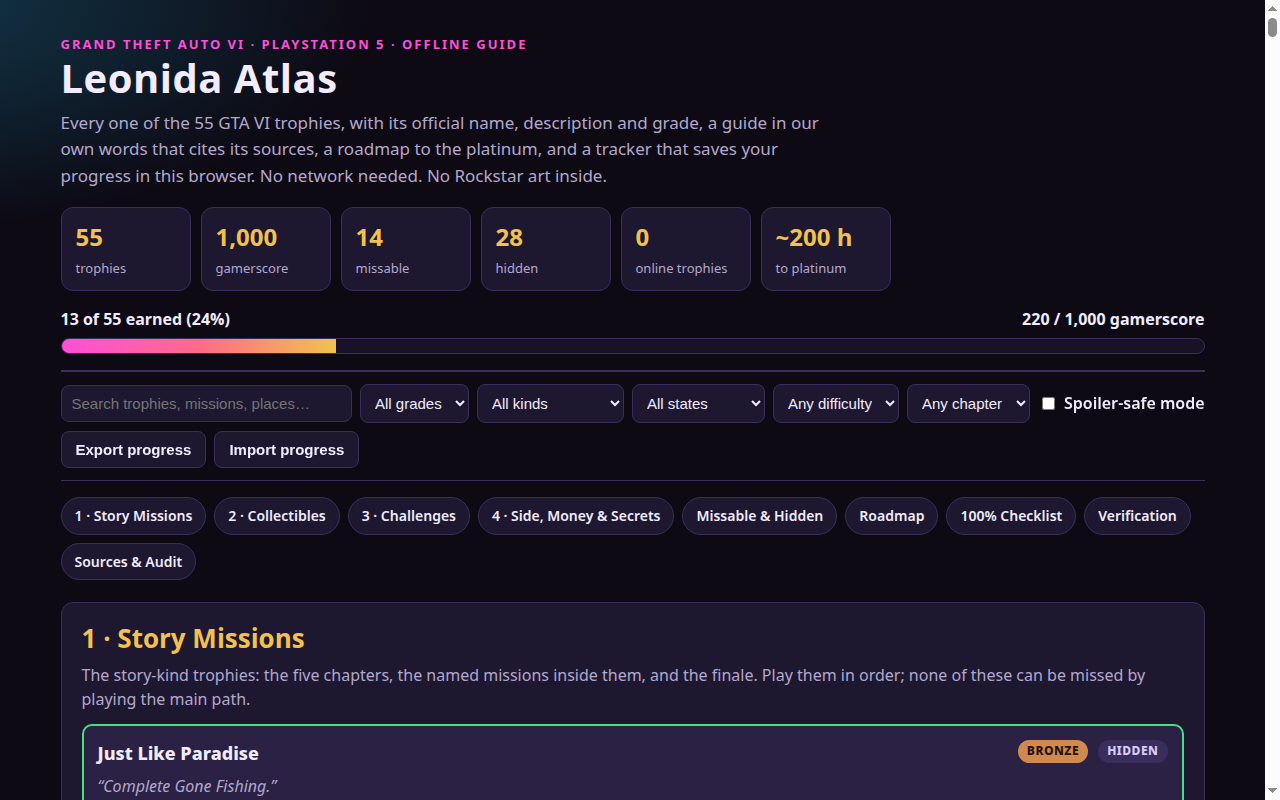 GRAND THEFT AUTO VI · PLAYSTATION 5 · OFFLINE GUIDE
Leonida Atlas
Every one of the 55 GTA VI trophies, with its official name, description and grade, a guide in our
own words that cites its sources, a roadmap to the platinum, and a tracker that saves your
progress in this browser. No network needed. No Rockstar art inside.
55 1,000 14 28 0 ~200 h
trophies gamerscore missable hidden online trophies to platinum
13 of 55 earned (24%) 220 / 1,000 gamerscore
Search trophies, missions, places… All grades All kinds All states Any difficulty Any chapter Spoiler-safe mode
Export progress Import progress
1 · Story Missions 2 · Collectibles 3 · Challenges 4 · Side, Money & Secrets Missable & Hidden Roadmap 100% Checklist Verification
Sources & Audit
1 · Story Missions
The story-kind trophies: the five chapters, the named missions inside them, and the finale. Play them in order; none of these can be missed by
playing the main path.
Just Like Paradise BRONZE HIDDEN
“Complete Gone Fishing.”